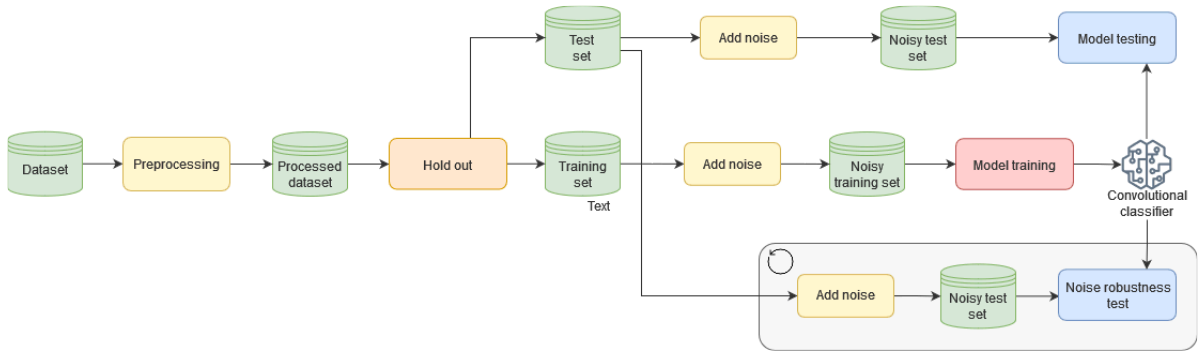 Test
set
Add noise
Noisy test
set
Model testing
Dataset
Preprocessing
Processed
dataset
Hold out
Training
set
Text
Add noise
Noisy
training set
Model training
Convolutional
classifier
Add noise
Noisy test
set
Noise robustness
test